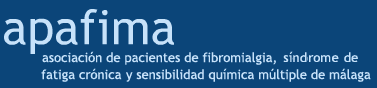 apafima
asociación de pacientes de fibromialgia, síndrome de
fatiga crónica y sensibilidad química múltiple de málaga